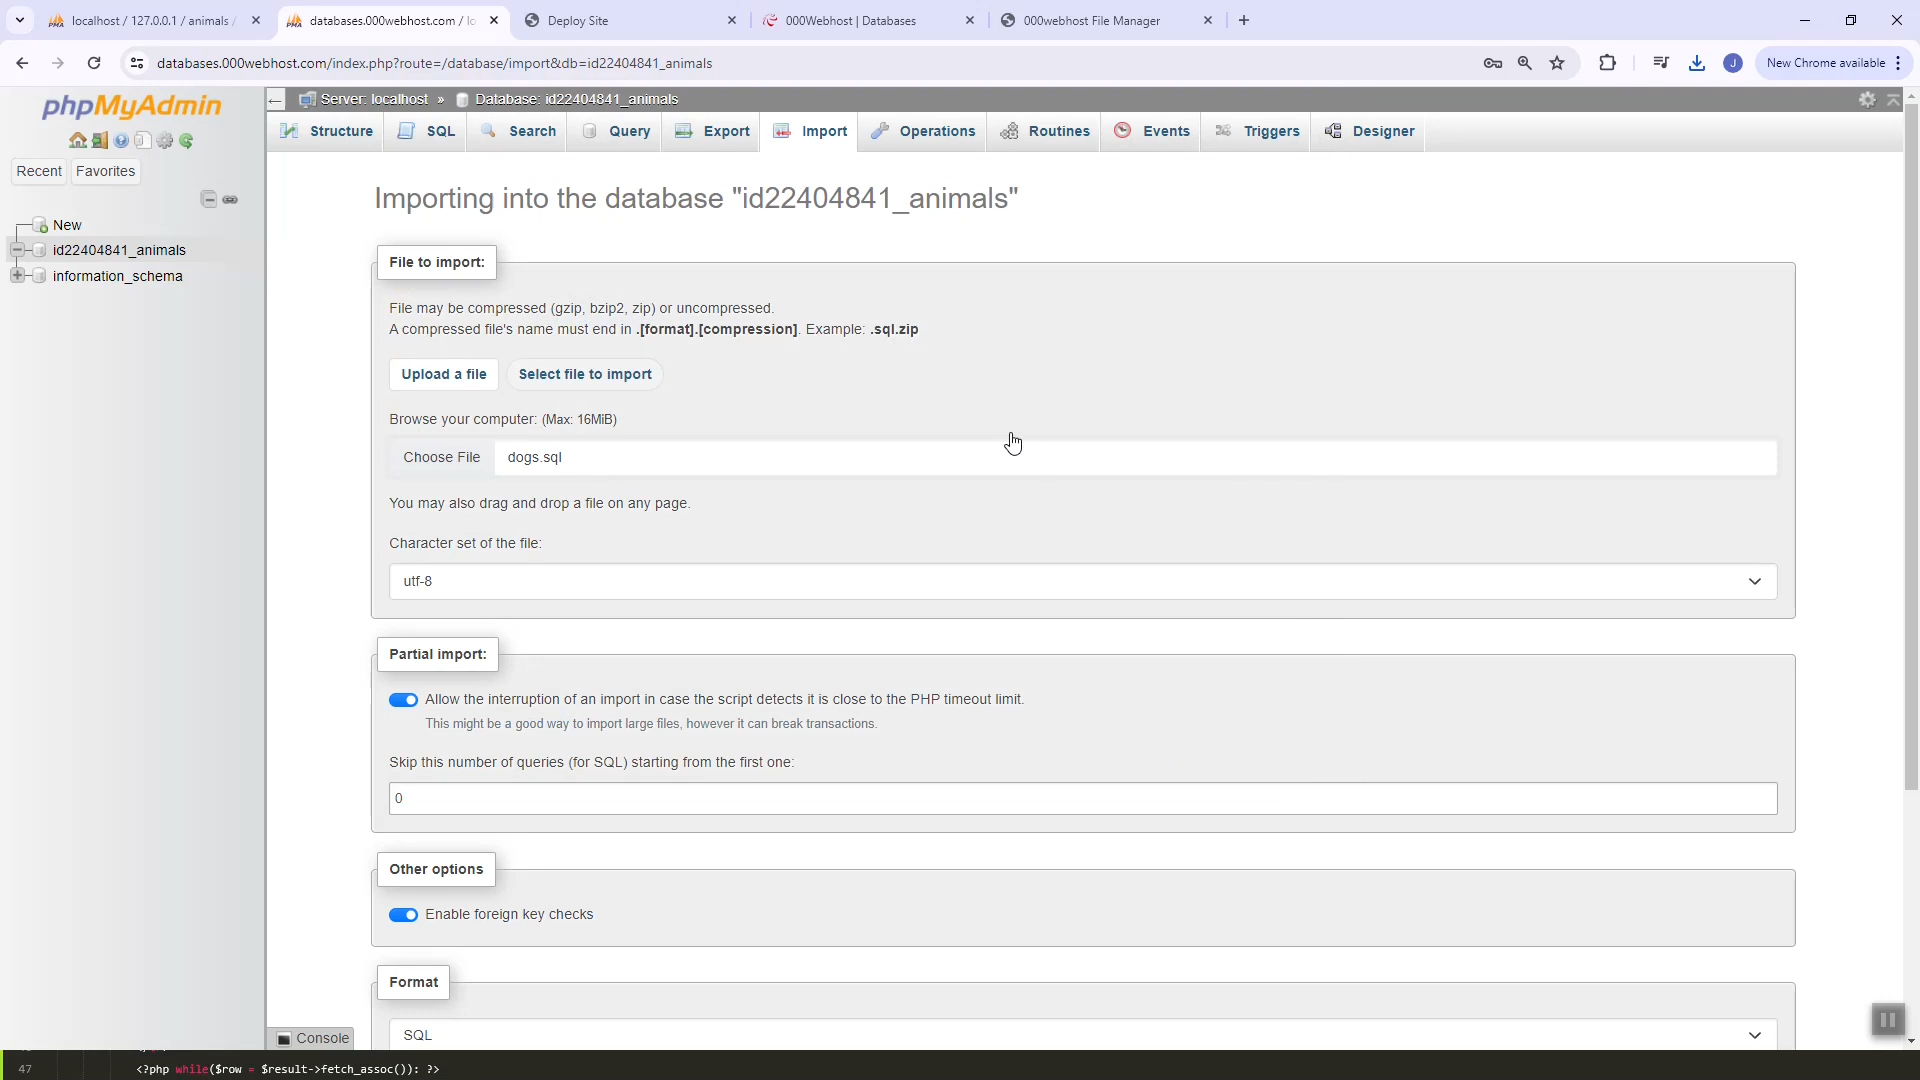 localhost / 127.0.0.1 / animals /
databases.000webhost.com / lo
Deploy Site
000Webhost | Databases
000webhost File Manager
databases.000webhost.com/index.php?route=/database/import&db=id22404841_animals
J
New Chrome available
phpMyAdmin
Recent
Favorites
New
id22404841_animals
information_schema
Server: localhost » Database: id22404841_animals
Structure
SQL
Search
Query
Export
Import
Operations
Routines
Events
Triggers
Designer
Importing into the database "id22404841_animals"
File to import:
File may be compressed (gzip, bzip2, zip) or uncompressed.
A compressed file's name must end in .[format].[compression]. Example: .sql.zip
Upload a file
Select file to import
Browse your computer: (Max: 16MiB)
Choose File
dogs.sql
You may also drag and drop a file on any page.
Character set of the file:
utf-8
Partial import:
Allow the interruption of an import in case the script detects it is close to the PHP timeout limit.
This might be a good way to import large files, however it can break transactions.
Skip this number of queries (for SQL) starting from the first one:
0
Other options
Enable foreign key checks
Format
SQL
Console
47
<?php while($row = $result->fetch_assoc()): ?>